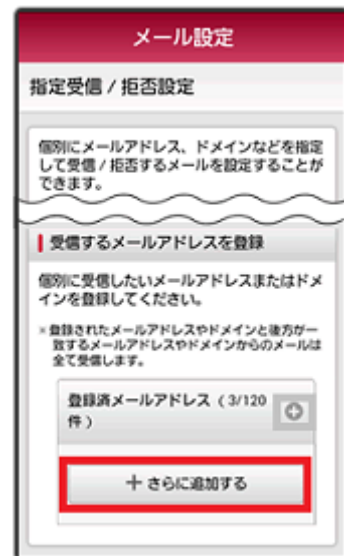 メール設定
指定受信 / 拒否設定
個別にメールアドレス、ドメインなどを指定
して受信 / 拒否するメールを設定することが
できます。
受信するメールアドレスを登録
個別に受信したいメールアドレスまたはドメ
インを登録してください。
※登録されたメールアドレスやドメインと後方が一
致するメールアドレスやドメインからのメールは
全て受信します。
登録済メールアドレス ( 3/120
件 )
＋さらに追加する